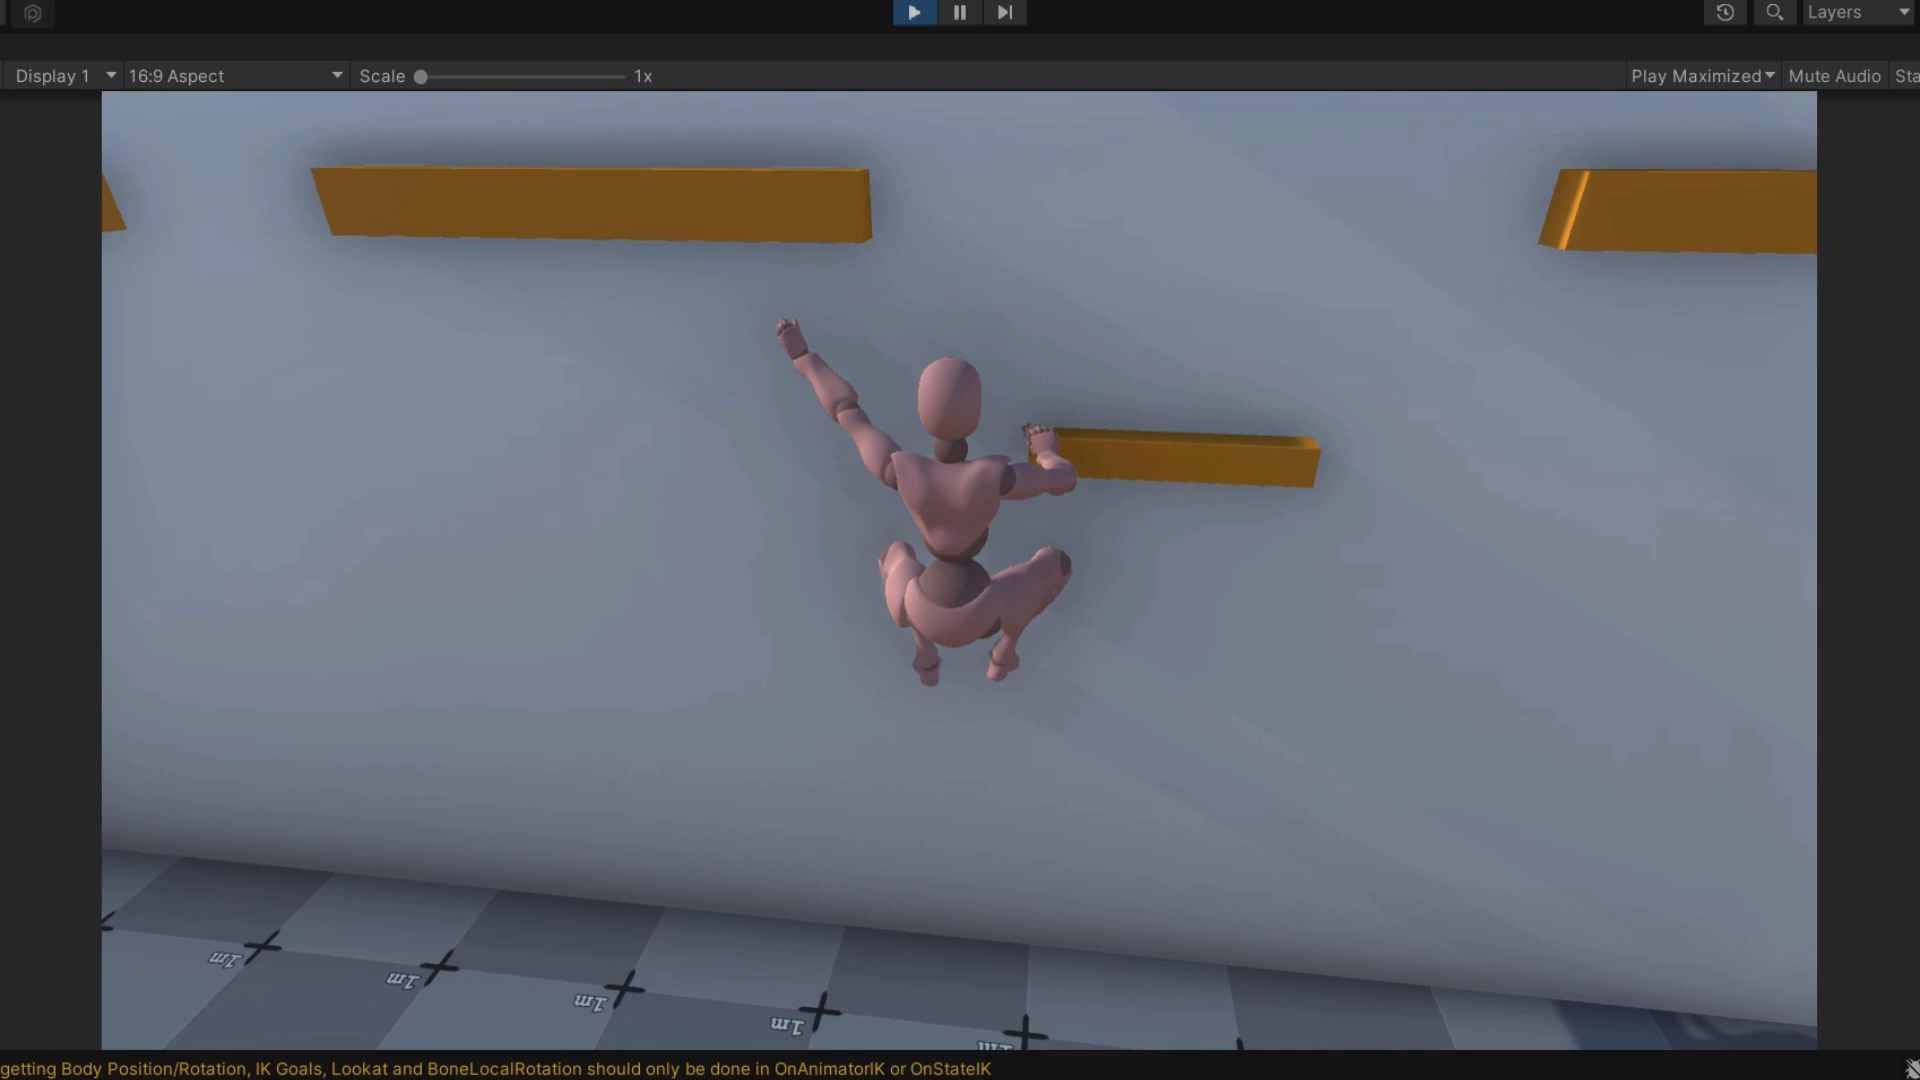 Layers
Display 1 16:9 Aspect Scale 1x Play Maximized Mute Audio Sta
1m
1m
1m
1m
1m
getting Body Position/Rotation, IK Goals, Lookat and BoneLocalRotation should only be done in OnAnimatorIK or OnStateIK